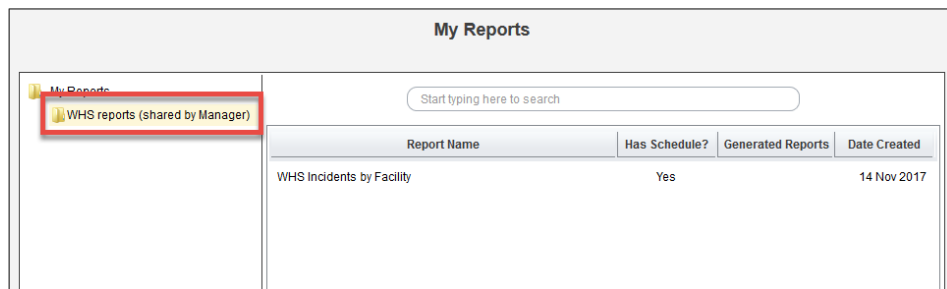 My Reports
My Reports
WHS reports (shared by Manager)
Start typing here to search
Report Name Has Schedule? Generated Reports Date Created
WHS Incidents by Facility Yes 14 Nov 2017